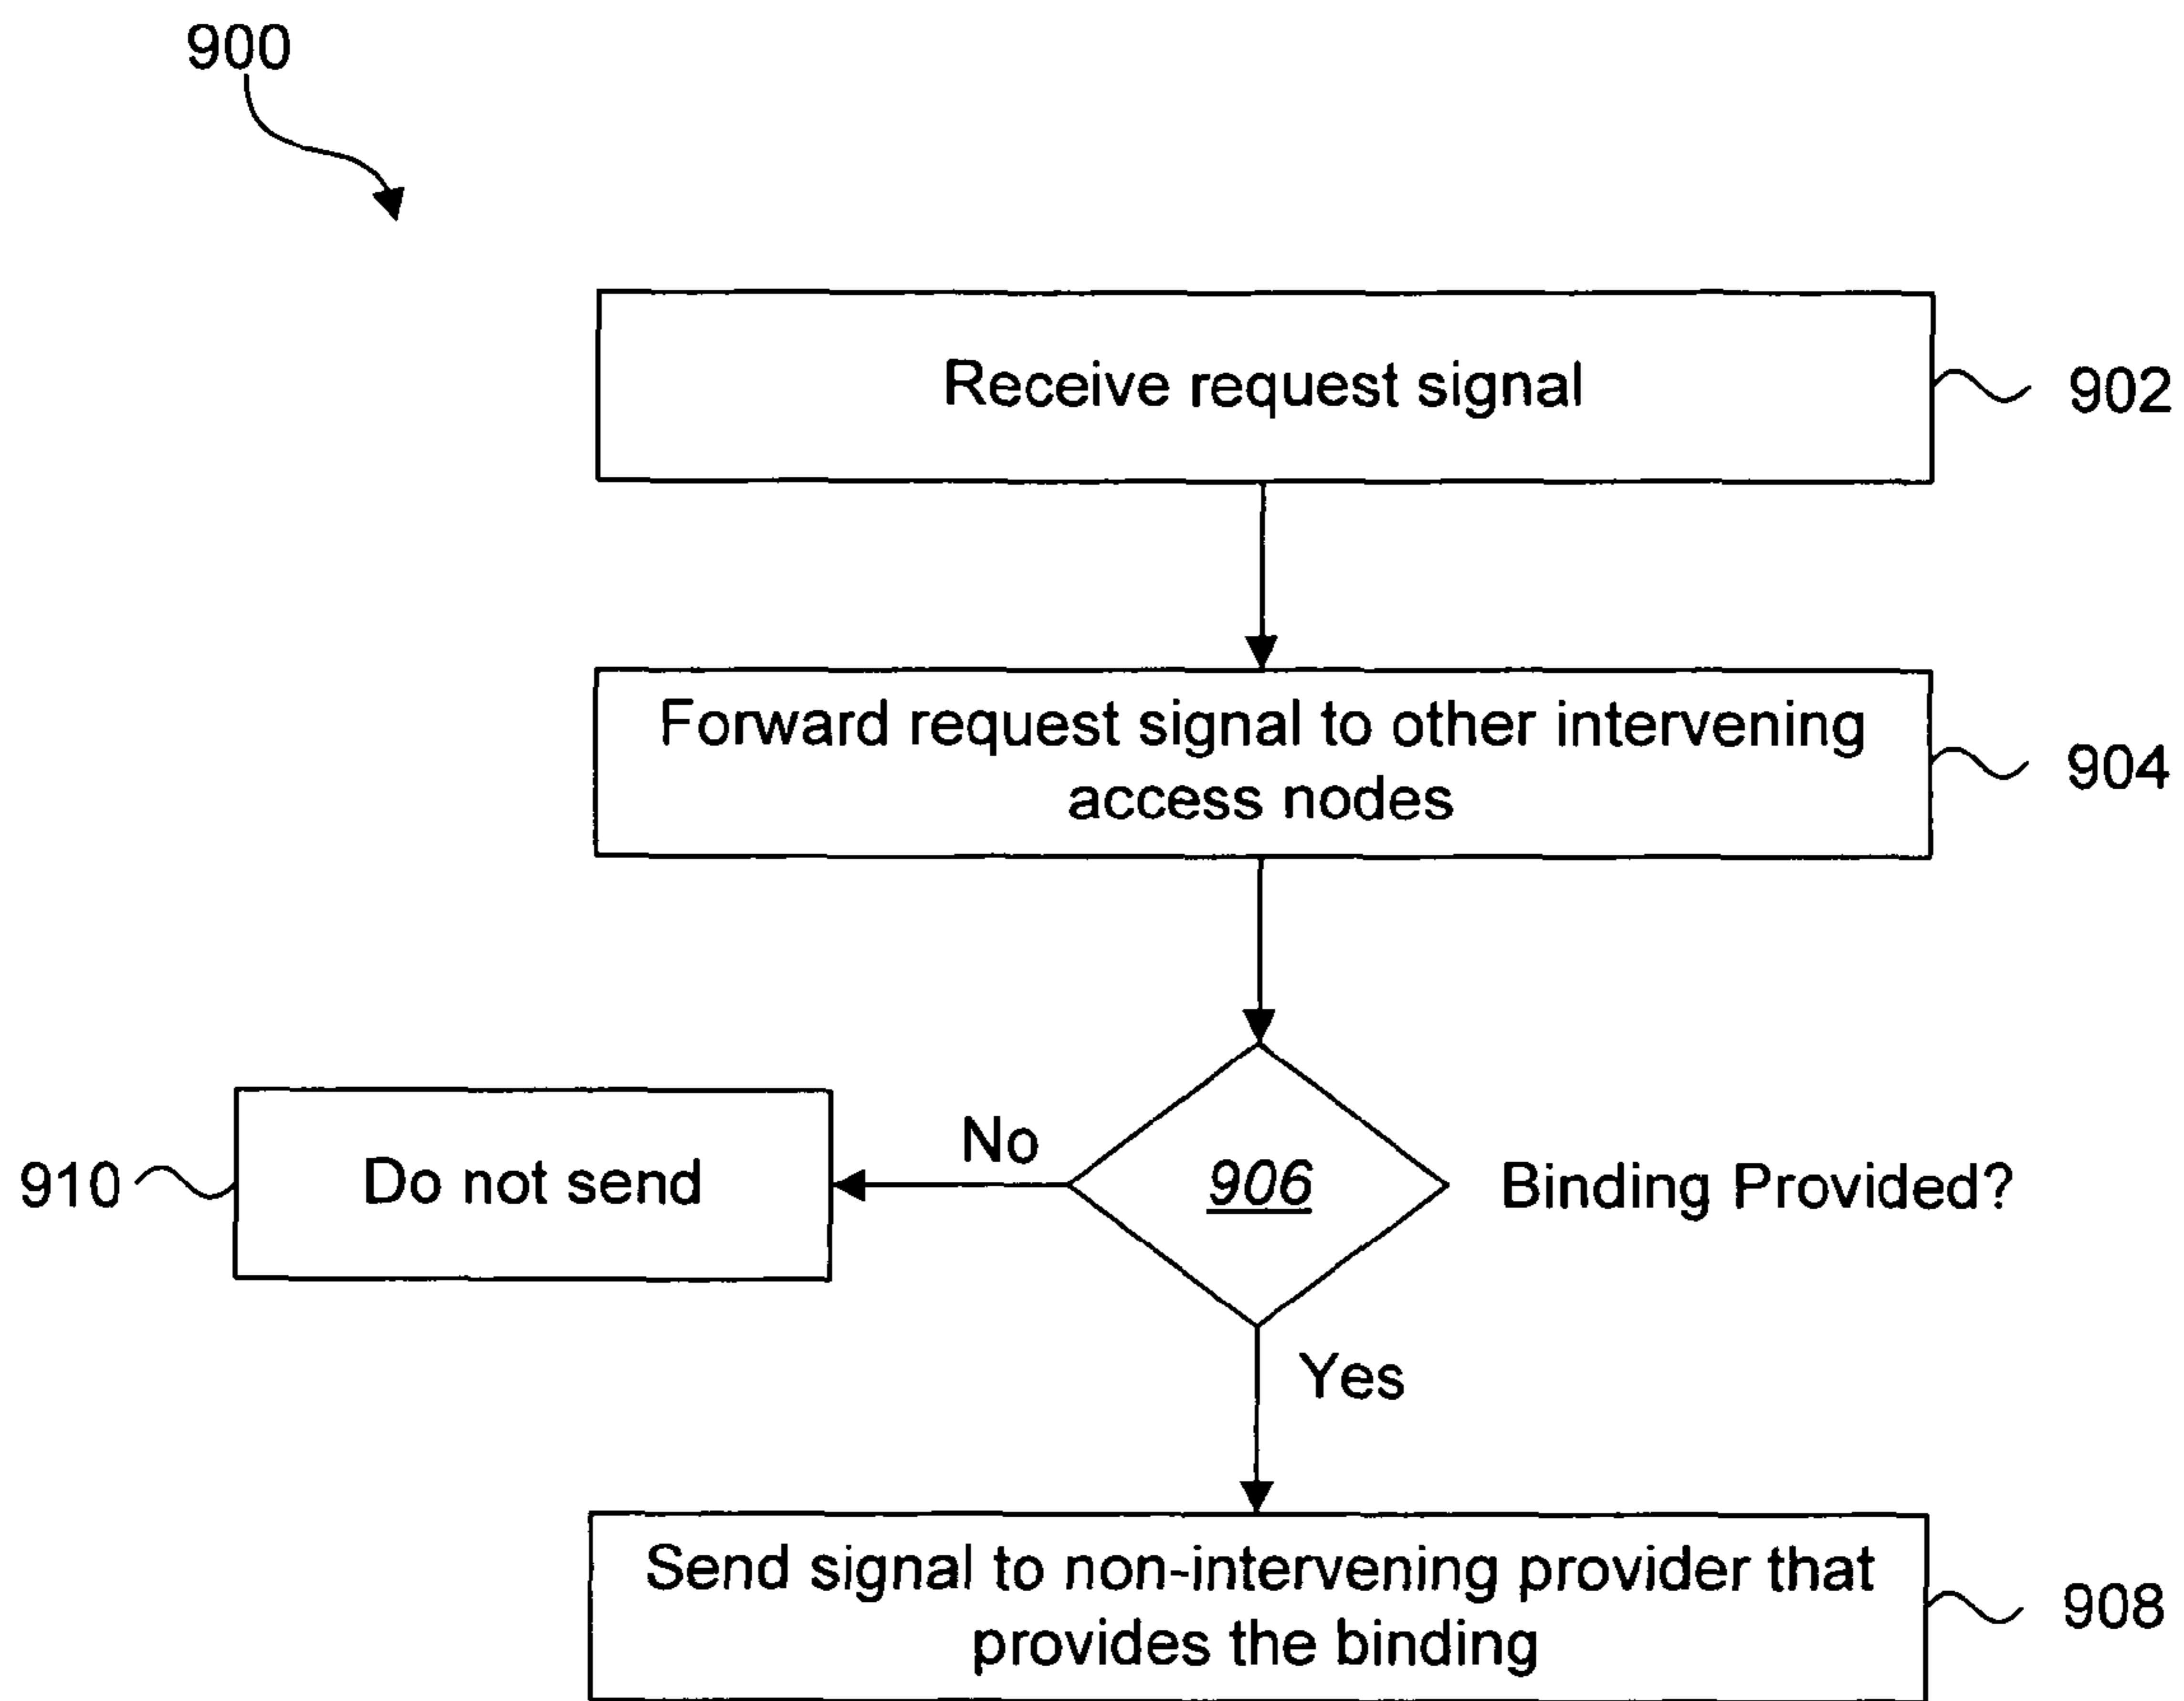 900
Receive request signal
902
Forward request signal to other intervening
access nodes
904
No
910
Do not send
906
Binding Provided?
Yes
Send signal to non-intervening provider that
provides the binding
908